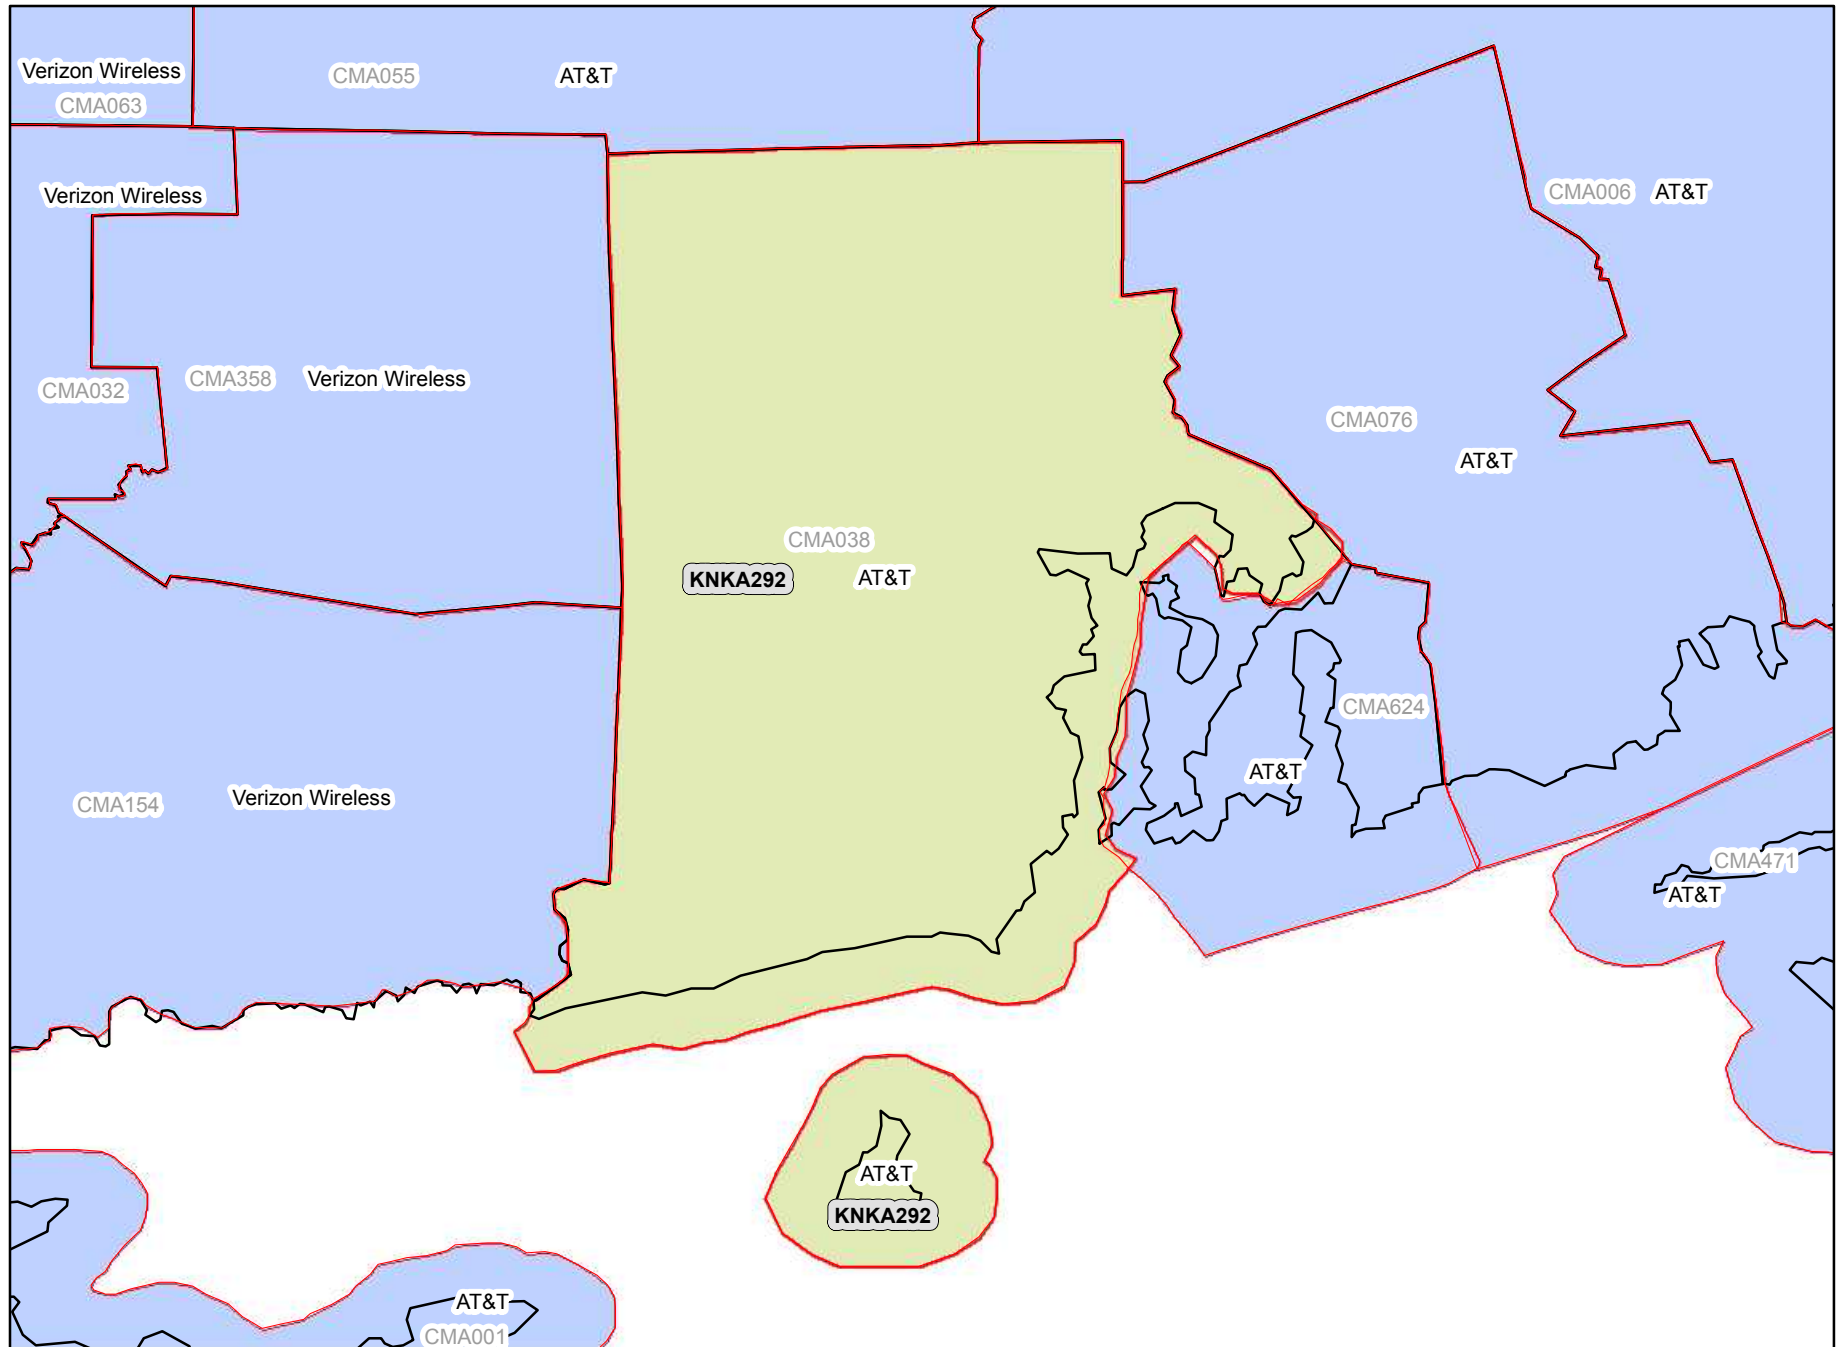 Verizon Wireless
CMA055
AT&T
CMA063
Verizon Wireless
CMA006
AT&T
CMA358
Verizon Wireless
CMA032
CMA076
AT&T
CMA038
KNKA292
AT&T
CMA624
AT&T
CMA154
Verizon Wireless
CMA471
AT&T
AT&T
KNKA292
AT&T
CMA001